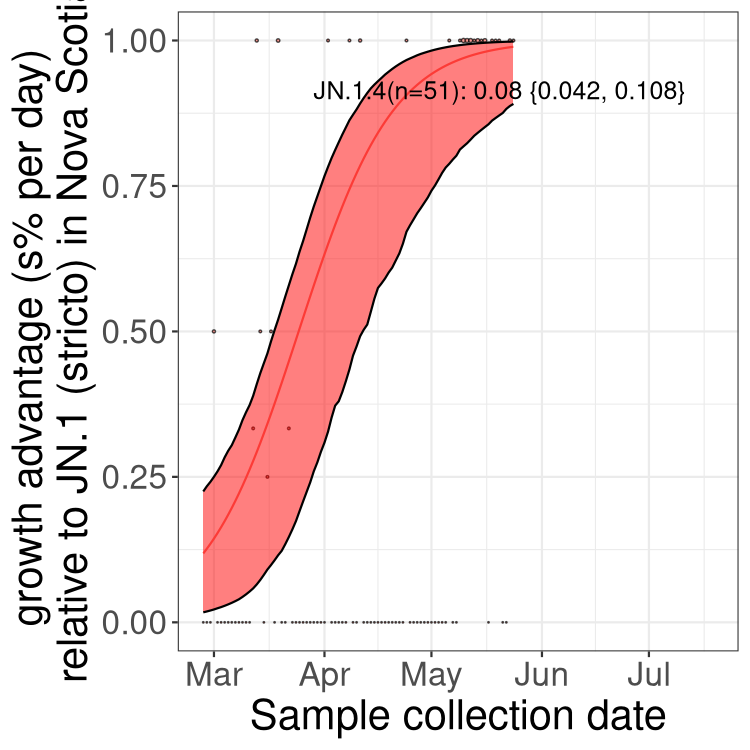 growth advantage (s% per day)
relative to JN.1 (stricto) in Nova Scotia
1.00
0.75
0.50
0.25
0.00
JN.1.4(n=51): 0.08 {0.042, 0.108}
Mar Apr May Jun Jul
Sample collection date